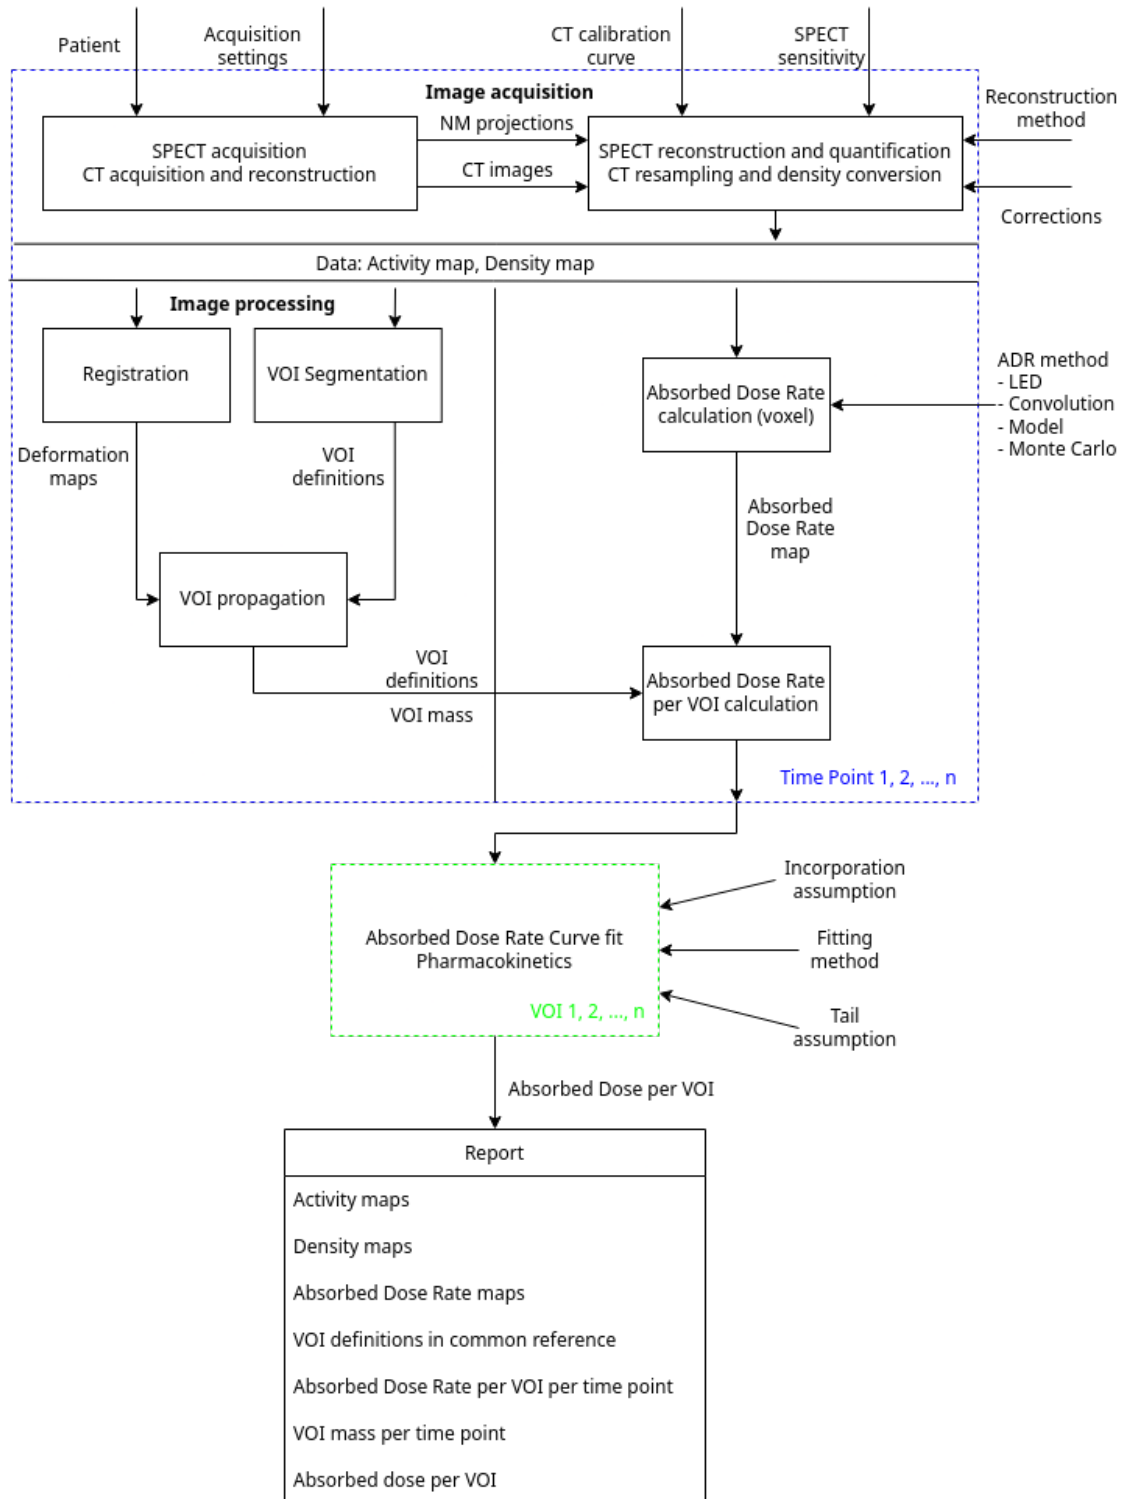 Patient
Acquisition
settings
CT calibration
curve
SPECT
sensitivity
Image acquisition
Reconstruction
method
NM projections
SPECT acquisition
CT acquisition and reconstruction
CT images
SPECT reconstruction and quantification
CT resampling and density conversion
Corrections
Data: Activity map, Density map
Image processing
Registration
VOI Segmentation
Absorbed Dose Rate
calculation (voxel)
ADR method
- LED
- Convolution
- Model
- Monte Carlo
Deformation
maps
VOI
definitions
Absorbed
Dose Rate
map
VOI propagation
VOI
definitions
VOI mass
Absorbed Dose Rate
per VOI calculation
Time Point 1, 2, ..., n
Incorporation
assumption
Absorbed Dose Rate Curve fit
Pharmacokinetics
Fitting
method
VOI 1, 2, ..., n
Tail
assumption
Absorbed Dose per VOI
Report
Activity maps
Density maps
Absorbed Dose Rate maps
VOI definitions in common reference
Absorbed Dose Rate per VOI per time point
VOI mass per time point
Absorbed dose per VOI